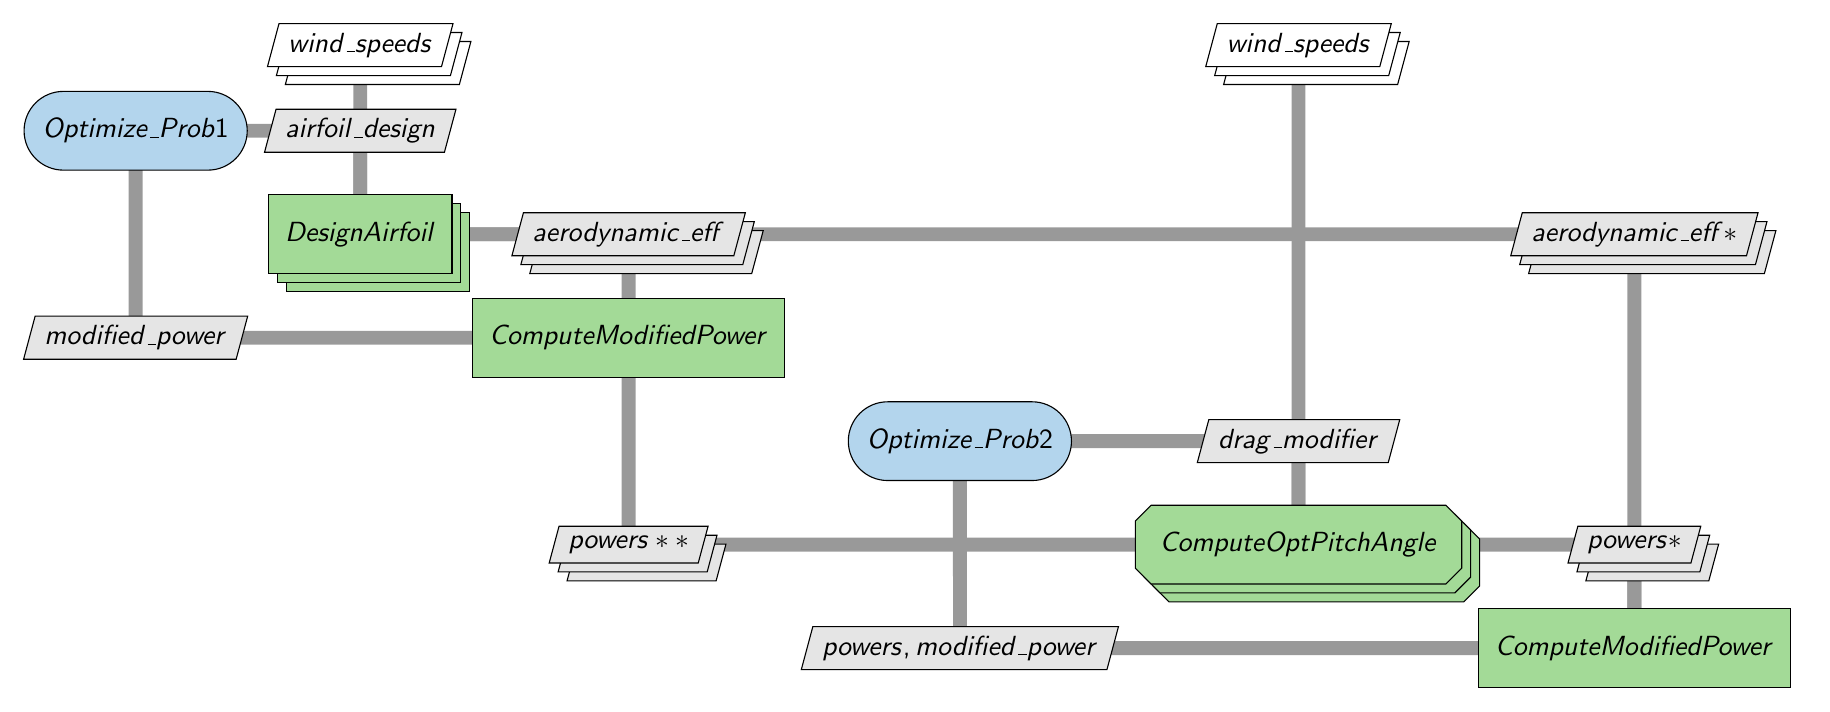 wind_speeds
wind_speeds
Optimize_Prob1
airfoil_design
DesignAirfoil
aerodynamic_eff
aerodynamic_eff*
modified_power
ComputeModifiedPower
Optimize_Prob2
drag_modifier
powers**
ComputeOptPitchAngle
powers*
powers, modified_power
ComputeModifiedPower